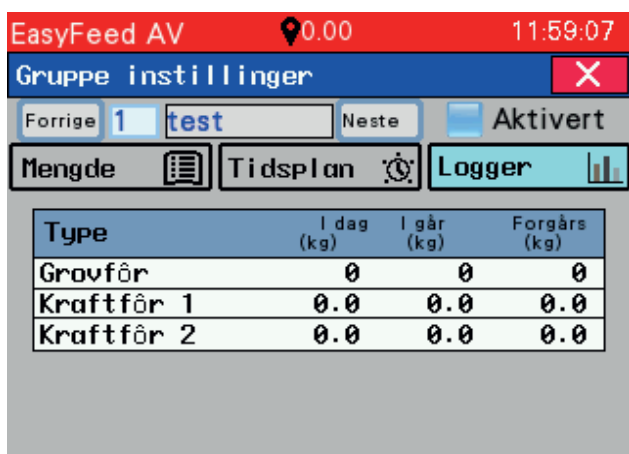 EasyFeed AV 0.00 11:59:07
Gruppe instillinger
Forrige 1 test Neste Aktivert
Mengde Tidsplan Logger
Type I dag (kg) I går (kg) Forgårs (kg)
Grovfôr 0 0 0
Kraftfôr 1 0.0 0.0 0.0
Kraftfôr 2 0.0 0.0 0.0